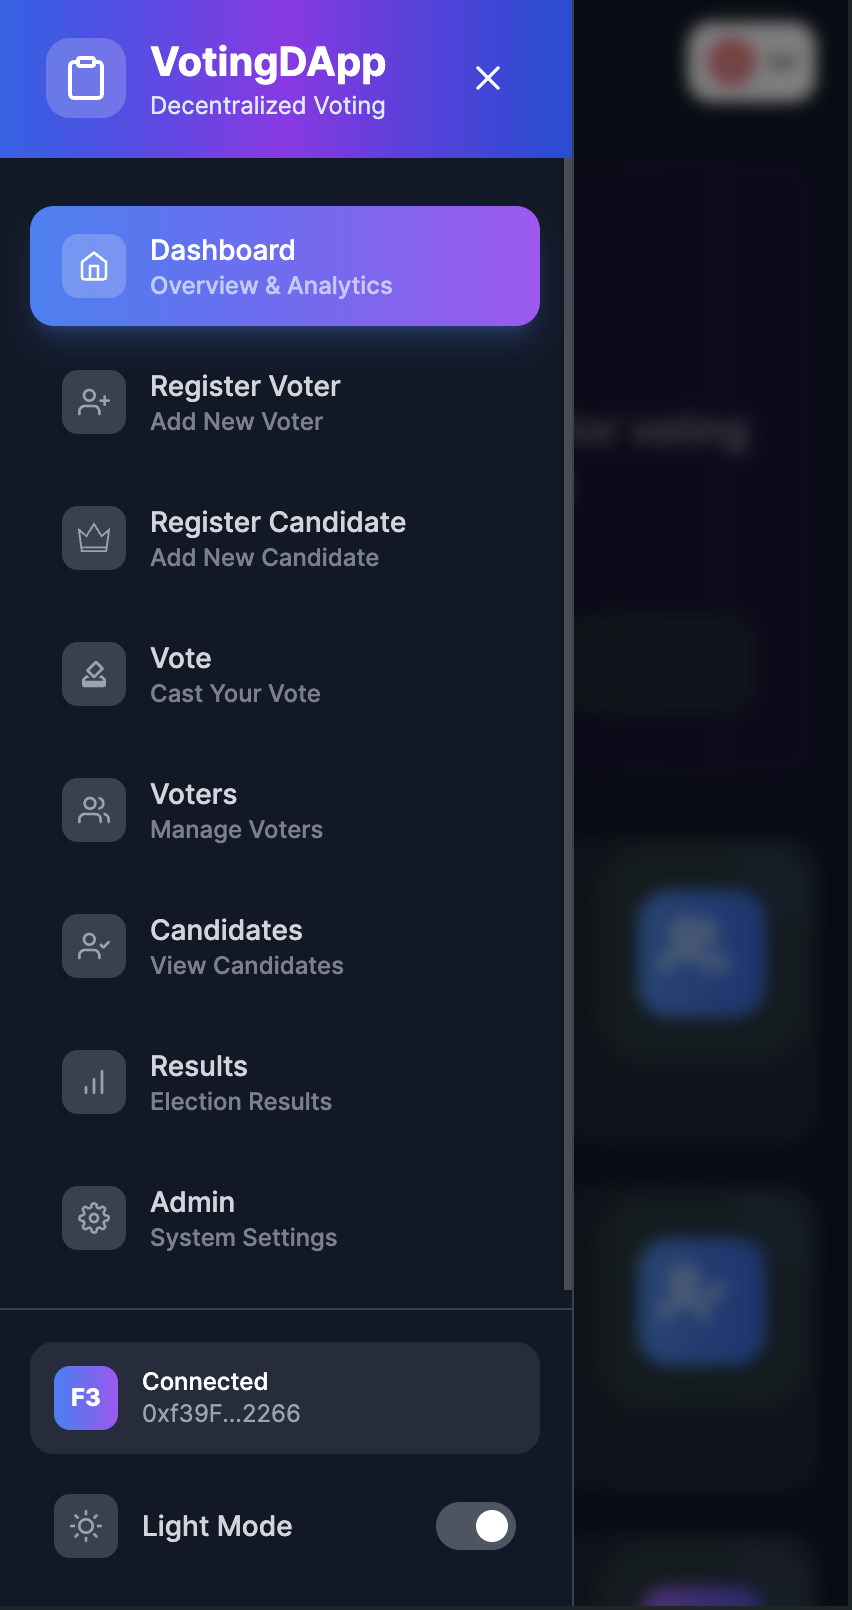 VotingDApp
Decentralized Voting
Dashboard
Overview & Analytics
Register Voter
Add New Voter
Register Candidate
Add New Candidate
Vote
Cast Your Vote
Voters
Manage Voters
Candidates
View Candidates
Results
Election Results
Admin
System Settings
F3
Connected
0xf39F...2266
Light Mode
voting